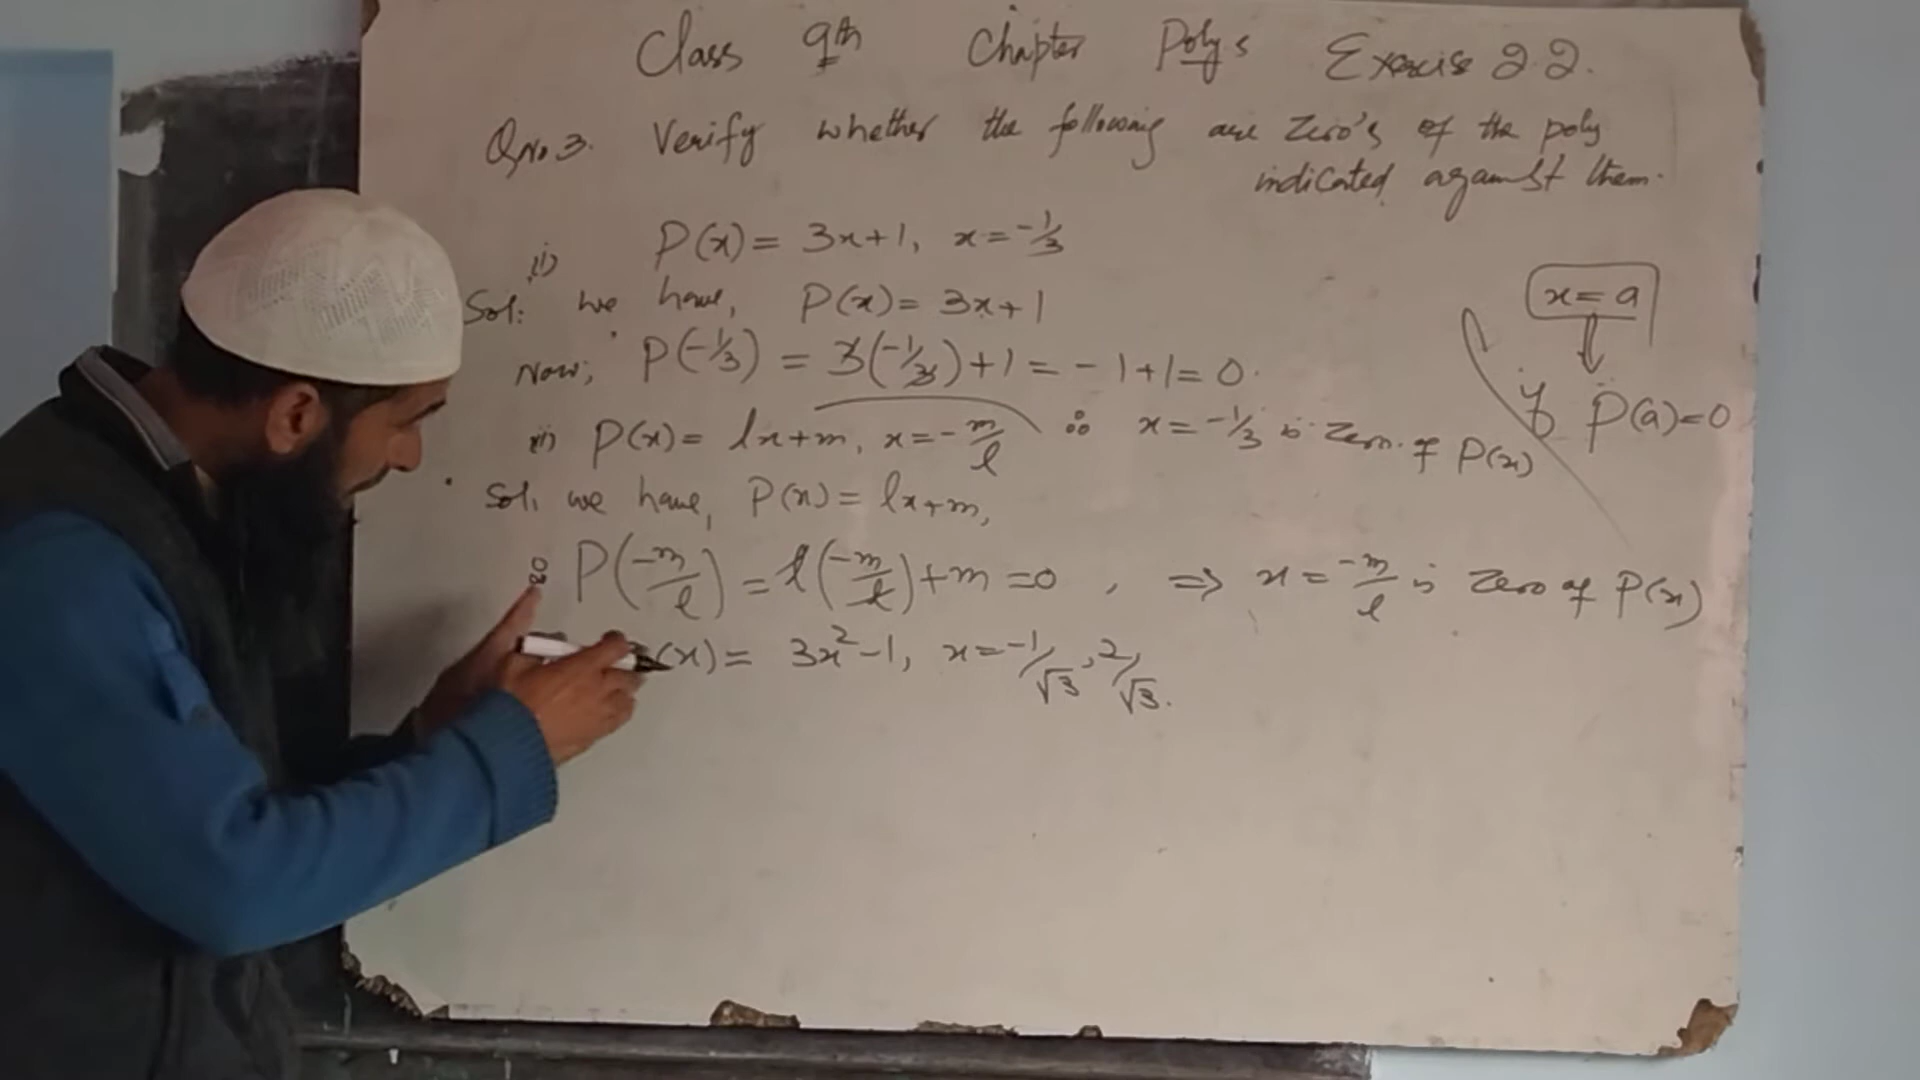 Class 9th Chapter Polys Exercise 2.2.
Q No 3. Verify whether the following are Zero's of the poly
indicated against them.
(i) P(x) = 3x+1, x = -1/3
Sol: we have, P(x) = 3x+1
Now, P(-1/3) = 3(-1/3)+1 = -1+1 = 0.
∴ x = -1/3 is Zero of P(x)
(ii) P(x) = lx+m, x = -m/l
Sol: we have, P(x) = lx+m,
∴ P(-m/l) = l(-m/l)+m = 0, ⇒ x = -m/l is Zero of P(x)
(x) = 3x²-1, x = -1/√3, 2/√3.
x = a
⇓
if P(a)=0